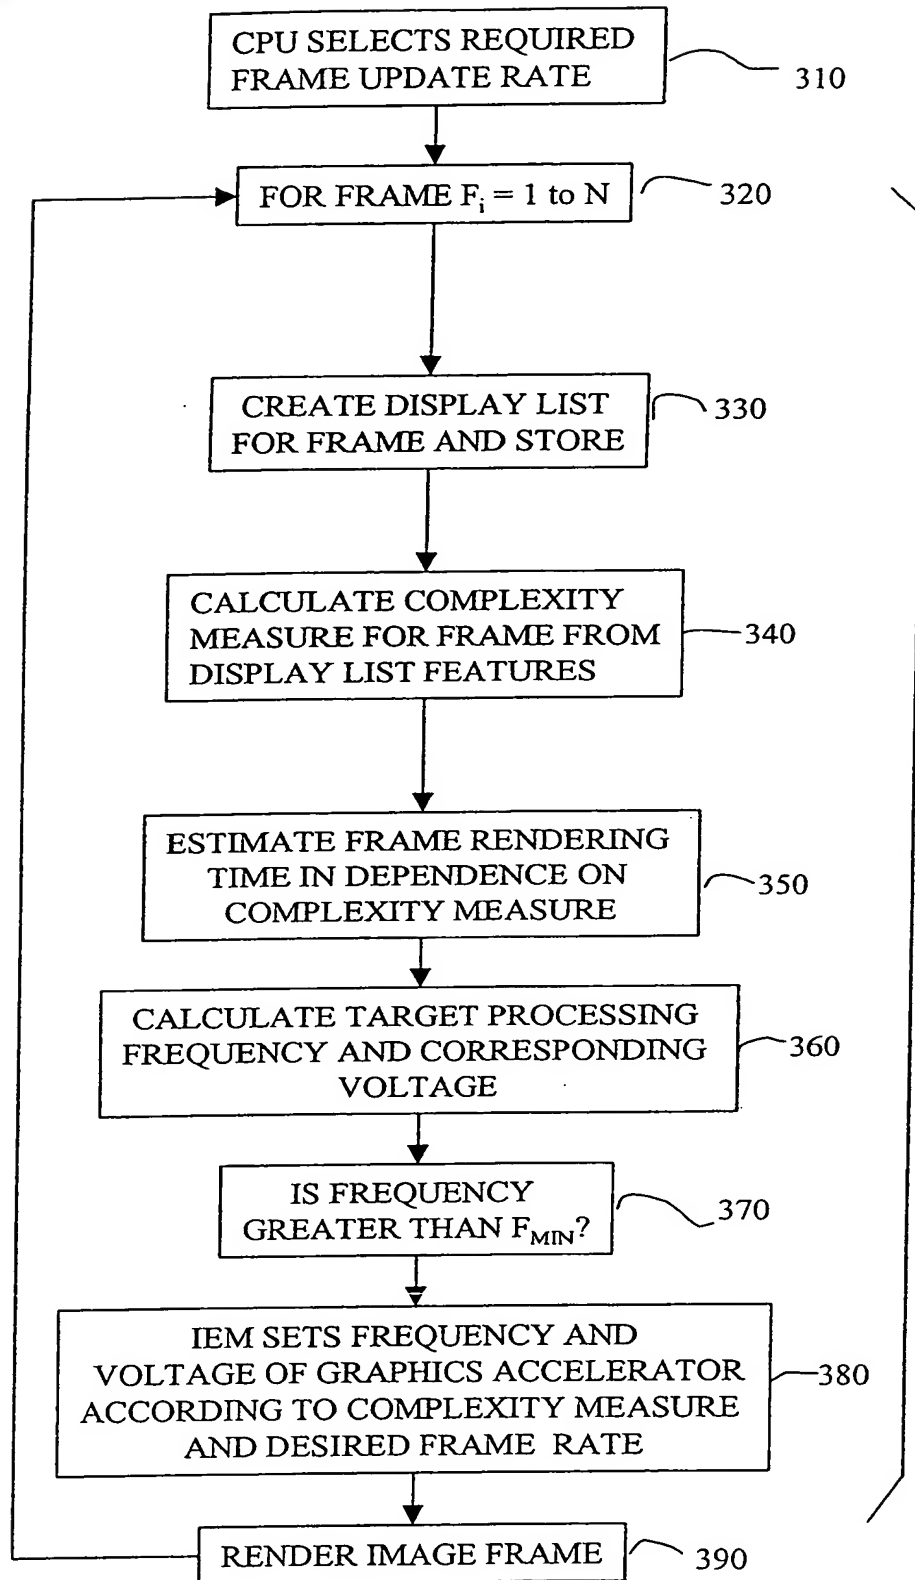 CPU SELECTS REQUIRED
FRAME UPDATE RATE
310
FOR FRAME Fi = 1 to N
320
CREATE DISPLAY LIST
FOR FRAME AND STORE
330
CALCULATE COMPLEXITY
MEASURE FOR FRAME FROM
DISPLAY LIST FEATURES
340
ESTIMATE FRAME RENDERING
TIME IN DEPENDENCE ON
COMPLEXITY MEASURE
350
CALCULATE TARGET PROCESSING
FREQUENCY AND CORRESPONDING
VOLTAGE
360
IS FREQUENCY
GREATER THAN FMIN?
370
IEM SETS FREQUENCY AND
VOLTAGE OF GRAPHICS ACCELERATOR
ACCORDING TO COMPLEXITY MEASURE
AND DESIRED FRAME RATE
380
RENDER IMAGE FRAME
390